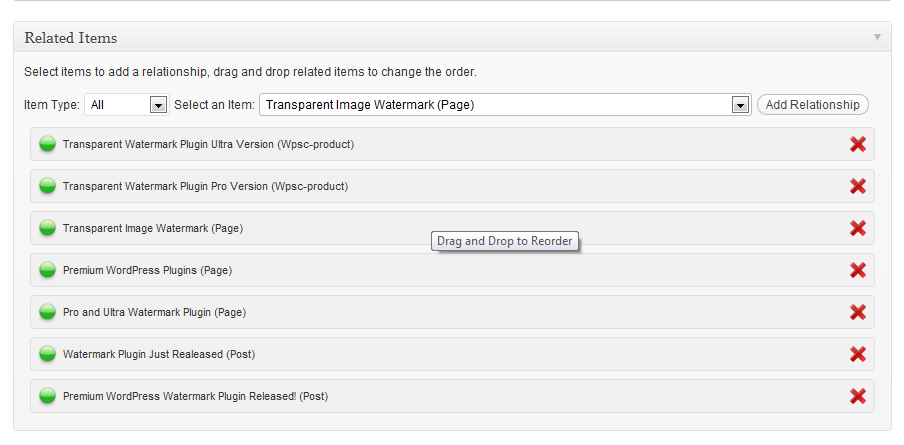 Related Items
Select items to add a relationship, drag and drop related items to change the order.
Item Type: All Select an Item: Transparent Image Watermark (Page) Add Relationship
Transparent Watermark Plugin Ultra Version (Wpsc-product)
Transparent Watermark Plugin Pro Version (Wpsc-product)
Transparent Image Watermark (Page)
Drag and Drop to Reorder
Premium WordPress Plugins (Page)
Pro and Ultra Watermark Plugin (Page)
Watermark Plugin Just Realeased (Post)
Premium WordPress Watermark Plugin Released! (Post)